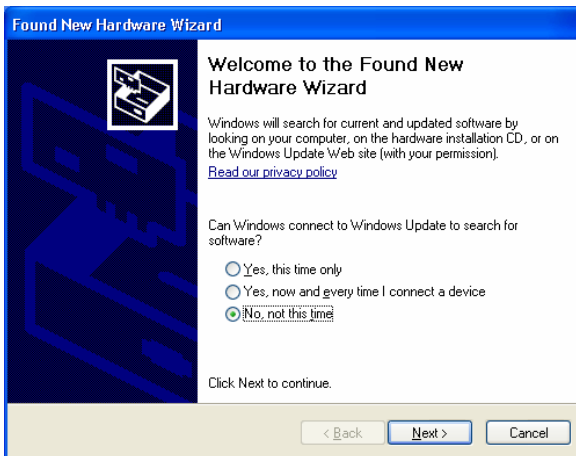 Found New Hardware Wizard
Welcome to the Found New
Hardware Wizard
Windows will search for current and updated software by
looking on your computer, on the hardware installation CD, or on
the Windows Update Web site (with your permission).
Read our privacy policy
Can Windows connect to Windows Update to search for
software?
Yes, this time only
Yes, now and every time I connect a device
No, not this time
Click Next to continue.
< Back Next > Cancel